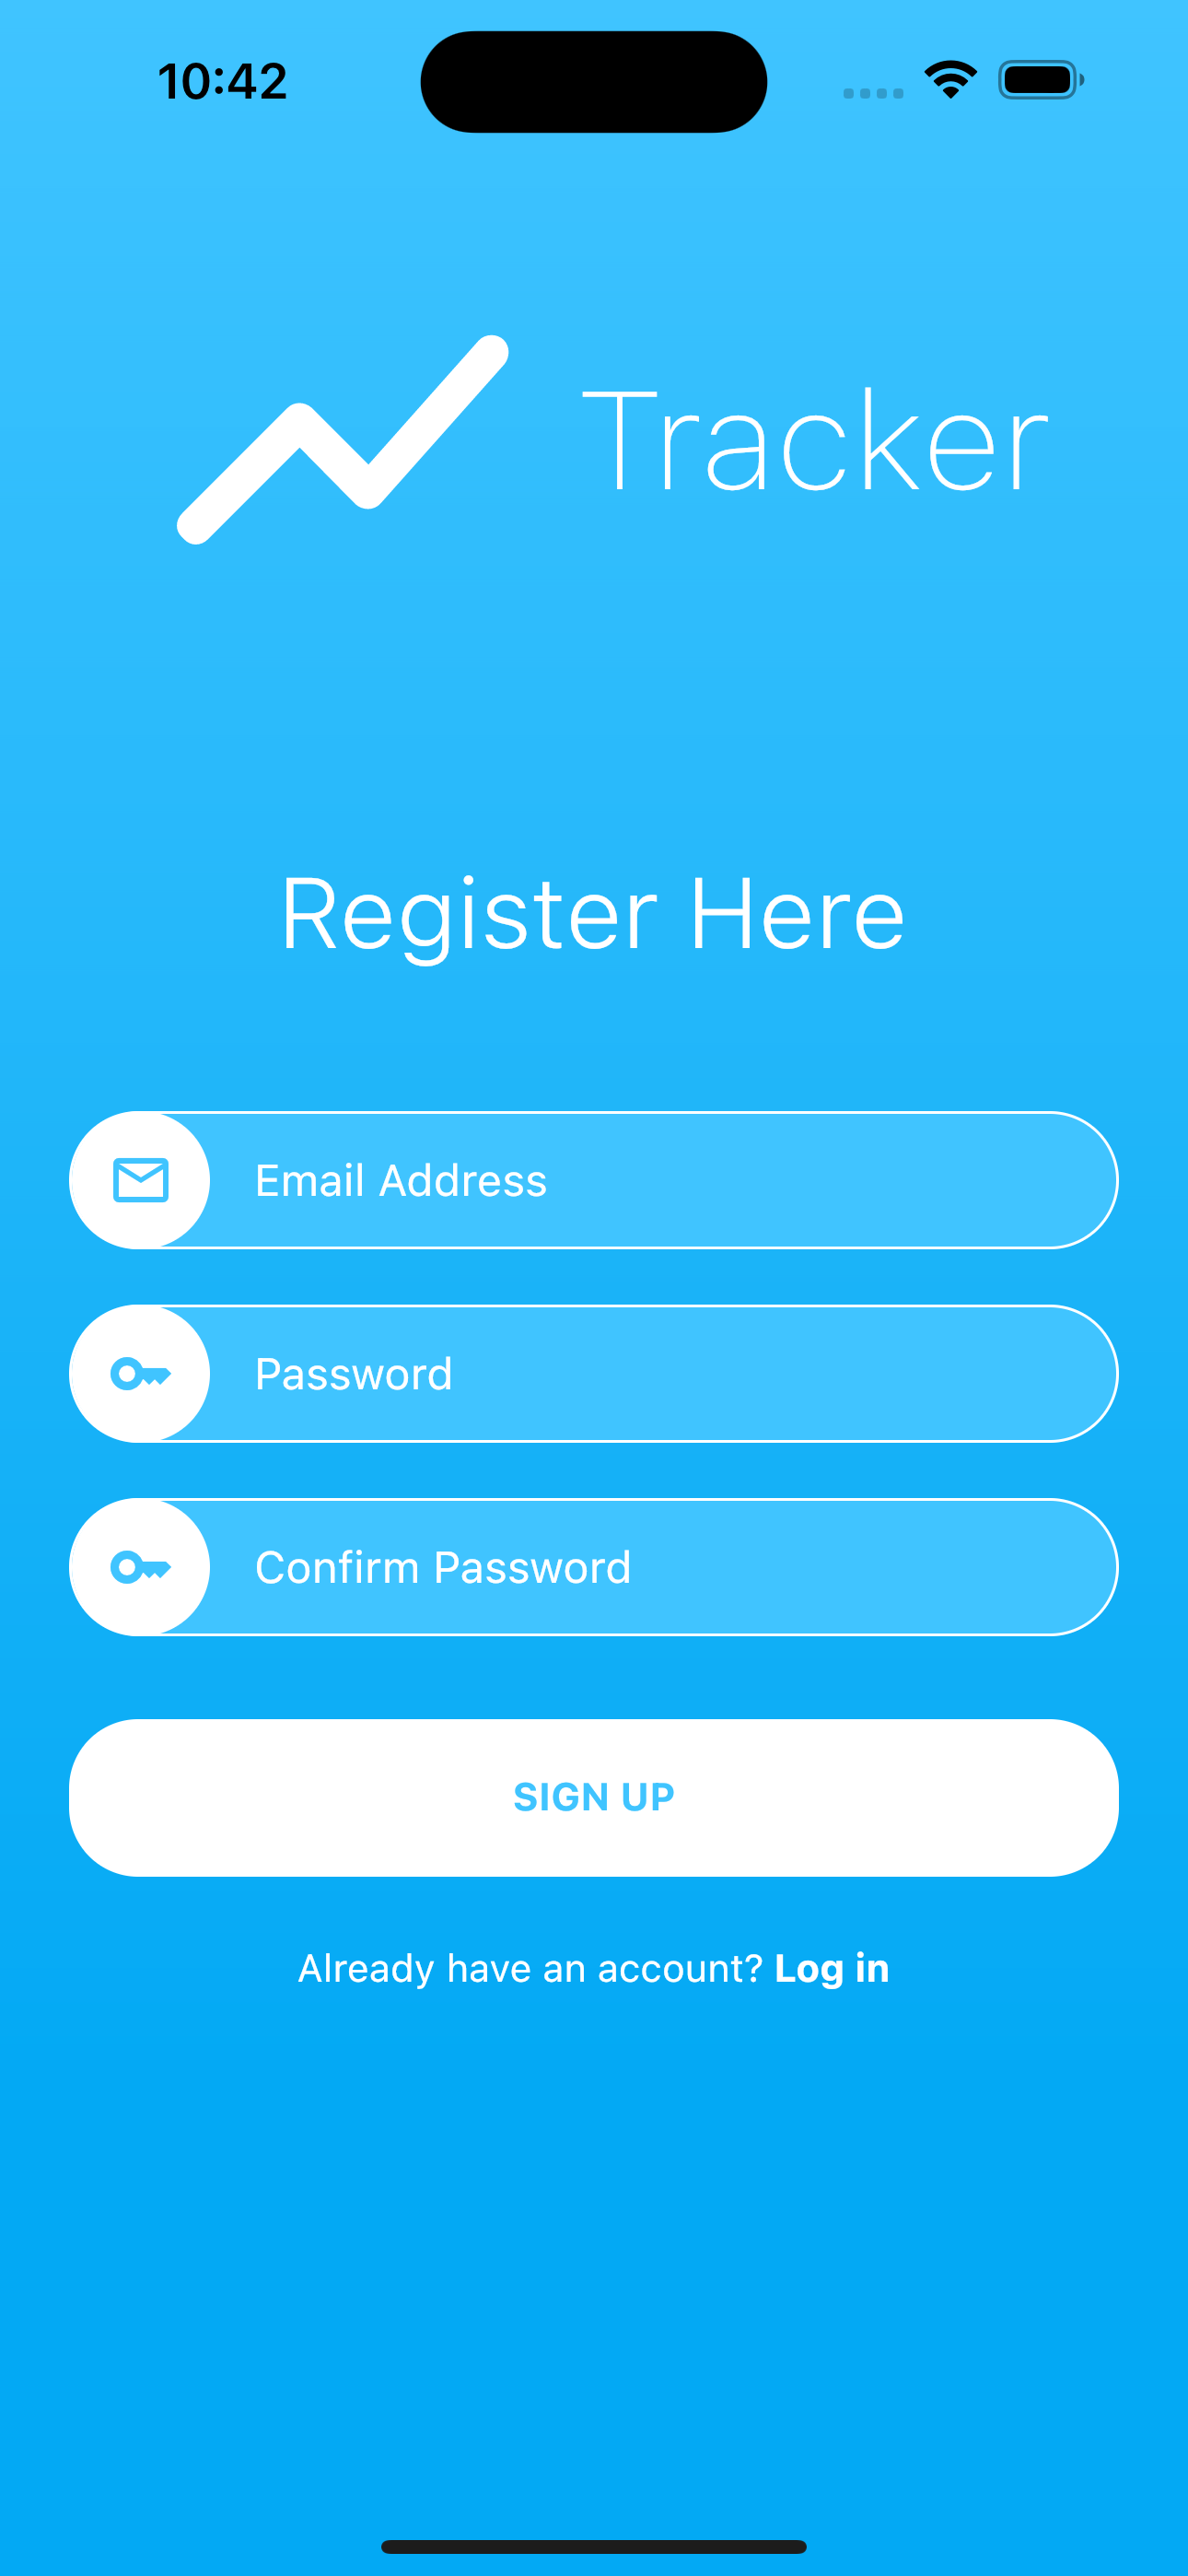 10:42
Tracker
Register Here
Email Address
Password
Confirm Password
SIGN UP
Already have an account? Log in